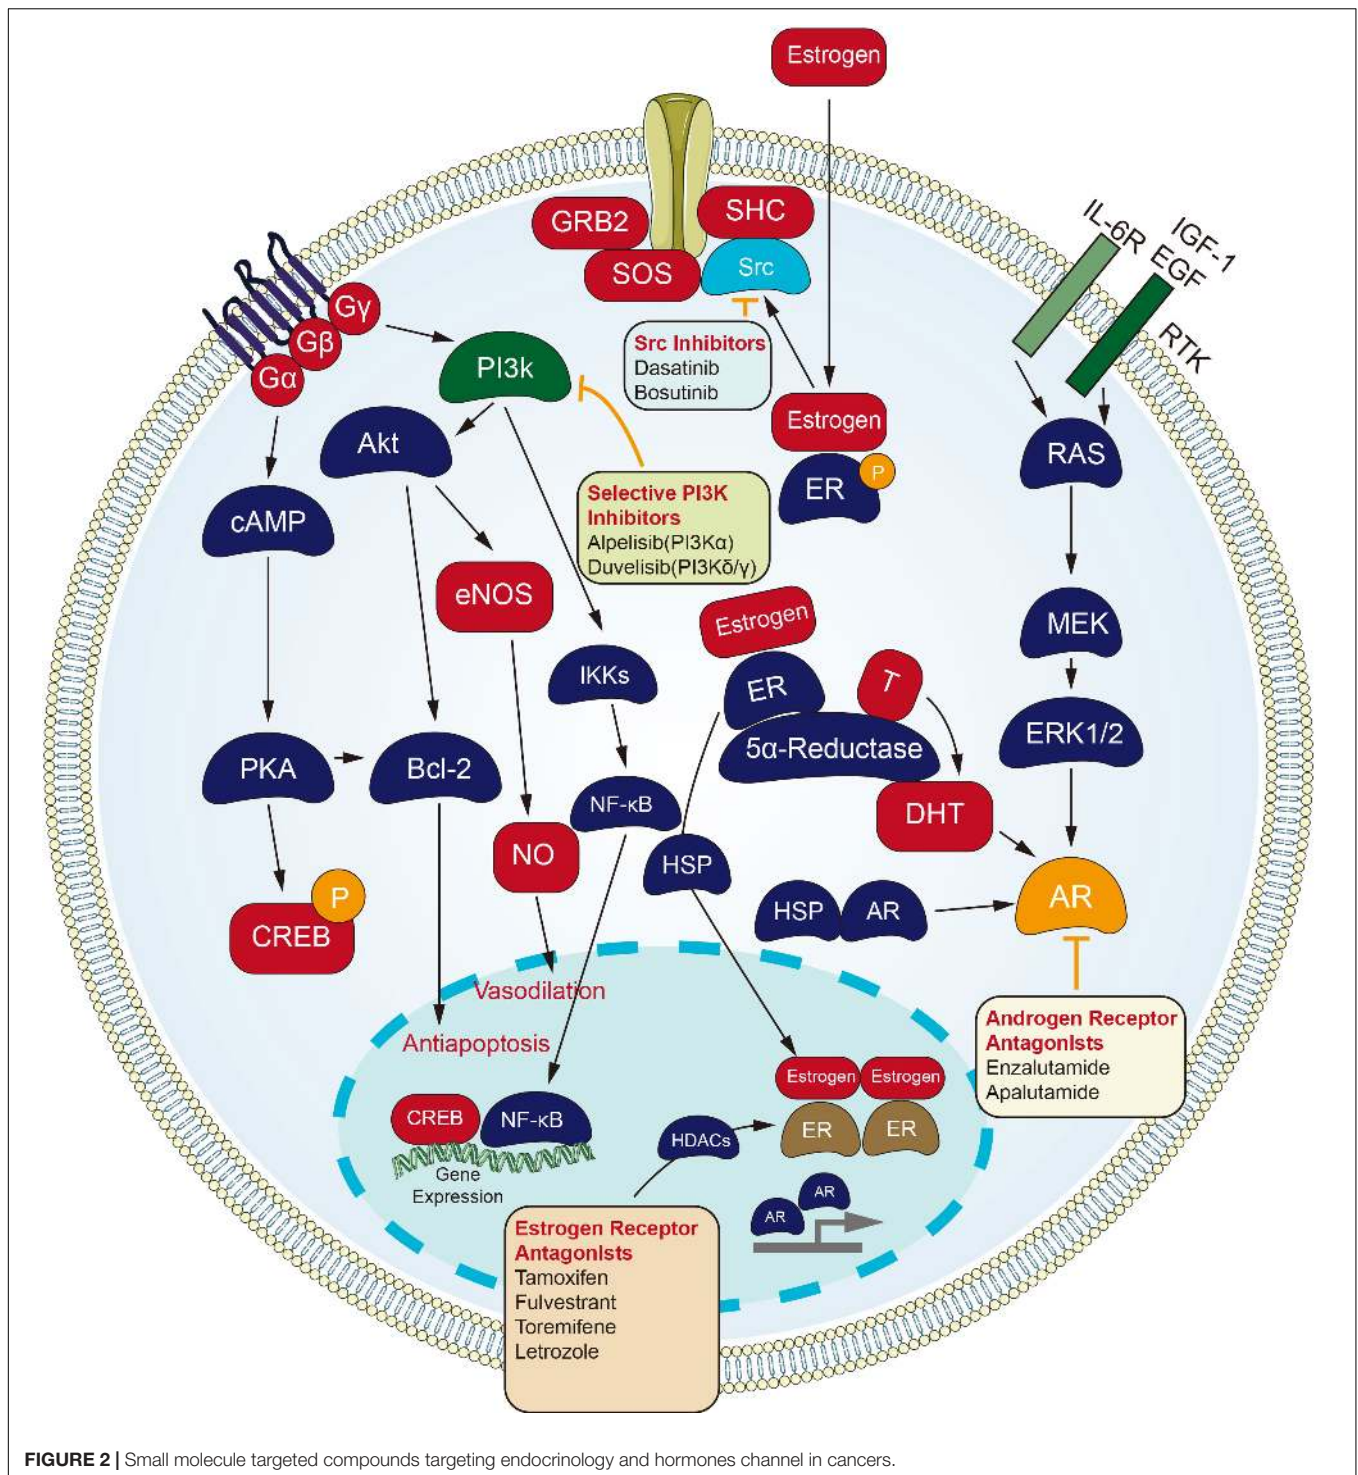 Estrogen
GRB2
SHC
SOS
Src
IL-6R
IGF-1
EGF
RTK
Gγ
Gβ
Gα
PI3k
Src Inhibitors
Dasatinib
Bosutinib
Estrogen
ER
P
Akt
RAS
cAMP
Selective PI3K
Inhibitors
Alpelisib(PI3Kα)
Duvelisib(PI3Kδ/γ)
eNOS
Estrogen
MEK
IKKs
ER
T
5α-Reductase
ERK1/2
PKA
Bcl-2
NF-κB
DHT
NO
HSP
P
CREB
HSP
AR
AR
Vasodilation
Antiapoptosis
Androgen Receptor
Antagonists
Enzalutamide
Apalutamide
Estrogen
Estrogen
CREB
NF-κB
HDACs
ER
ER
Gene
Expression
AR
AR
Estrogen Receptor
Antagonists
Tamoxifen
Fulvestrant
Toremifene
Letrozole
FIGURE 2 | Small molecule targeted compounds targeting endocrinology and hormones channel in cancers.